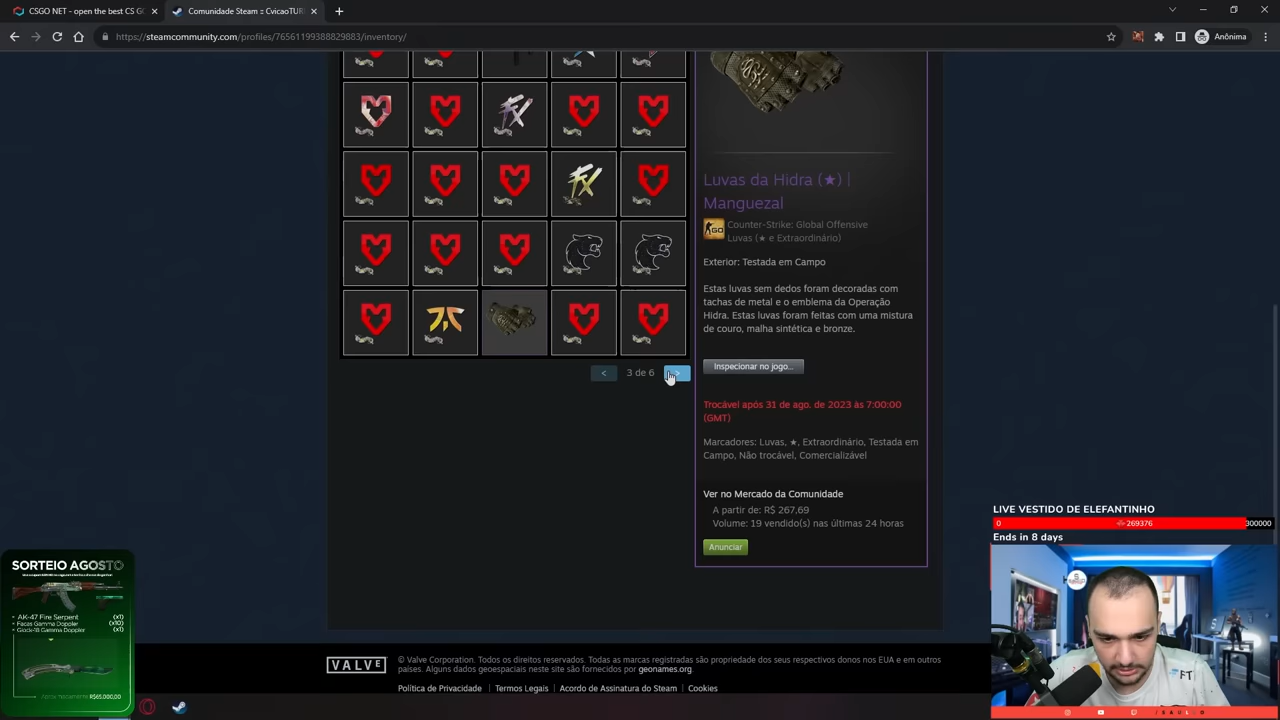 CSGO NET - open the best CS G
Comunidade Steam :: CvicaoTUR
https://steamcommunity.com/profiles/76561199388829883/inventory/
Anônima
Luvas da Hidra (★) |
Manguezal
Counter-Strike: Global Offensive
Luvas (★ e Extraordinário)
Exterior: Testada em Campo
Estas luvas sem dedos foram decoradas com
tachas de metal e o emblema da Operação
Hidra. Estas luvas foram feitas com uma mistura
de couro, malha sintética e bronze.
< 3 de 6 >
Inspecionar no jogo...
Trocável após 31 de ago. de 2023 às 7:00:00
(GMT)
Marcadores: Luvas, ★, Extraordinário, Testada em
Campo, Não trocável, Comercializável
Ver no Mercado da Comunidade
A partir de: R$ 267,69
Volume: 19 vendido(s) nas últimas 24 horas
Anunciar
LIVE VESTIDO DE ELEFANTINHO
0 269376 300000
Ends in 8 days
SORTEIO AGOSTO
AK-47 Fire Serpent (x1)
Facas Gamma Doppler (x10)
Glock-18 Gamma Doppler (x1)
R$65.000,00
VALVE
© Valve Corporation. Todos os direitos reservados. Todas as marcas registradas são propriedade dos seus respectivos donos nos EUA e em outros
países. Alguns dados geoespaciais neste site são fornecidos por geonames.org.
Política de Privacidade | Termos Legais | Acordo de Assinatura do Steam | Cookies